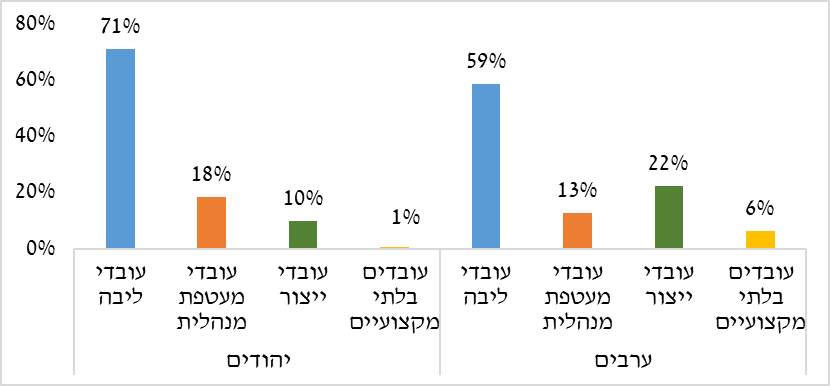 80%
60%
40%
20%
0%
71%
18%
10%
1%
59%
13%
22%
6%
עובדי
ליבה
עובדי
מעטפת
מנהלית
עובדי
ייצור
עובדים
בלתי
מקצועיים
עובדי
ליבה
עובדי
מעטפת
מנהלית
עובדי
ייצור
עובדים
בלתי
מקצועיים
יהודים
ערבים